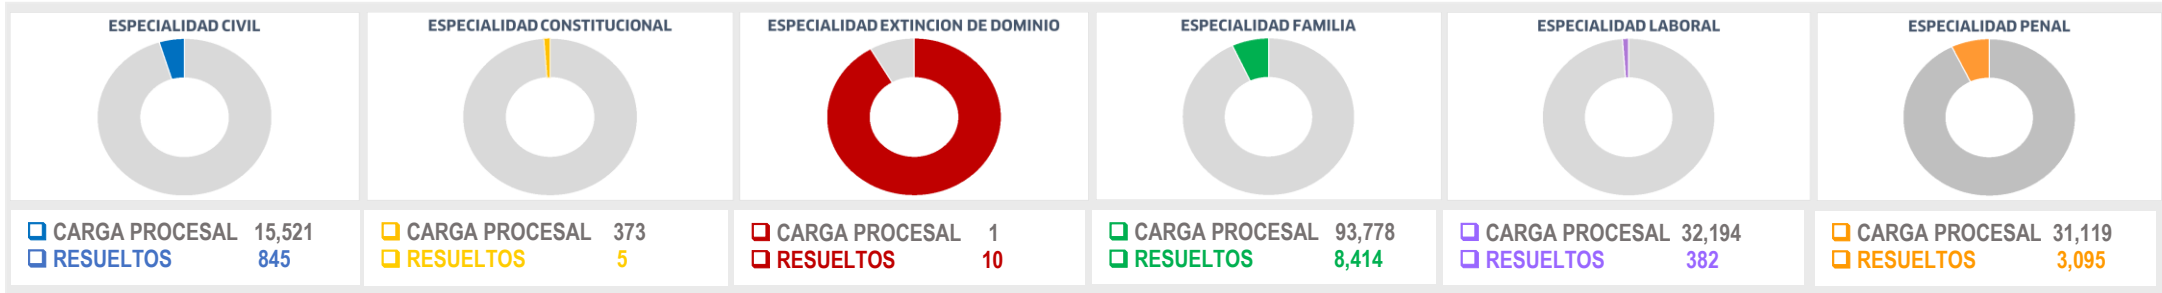 ESPECIALIDAD CIVIL
CARGA PROCESAL 15,521
RESUELTOS 845
ESPECIALIDAD CONSTITUCIONAL
CARGA PROCESAL 373
RESUELTOS 5
ESPECIALIDAD EXTINCION DE DOMINIO
CARGA PROCESAL 1
RESUELTOS 10
ESPECIALIDAD FAMILIA
CARGA PROCESAL 93,778
RESUELTOS 8,414
ESPECIALIDAD LABORAL
CARGA PROCESAL 32,194
RESUELTOS 382
ESPECIALIDAD PENAL
CARGA PROCESAL 31,119
RESUELTOS 3,095